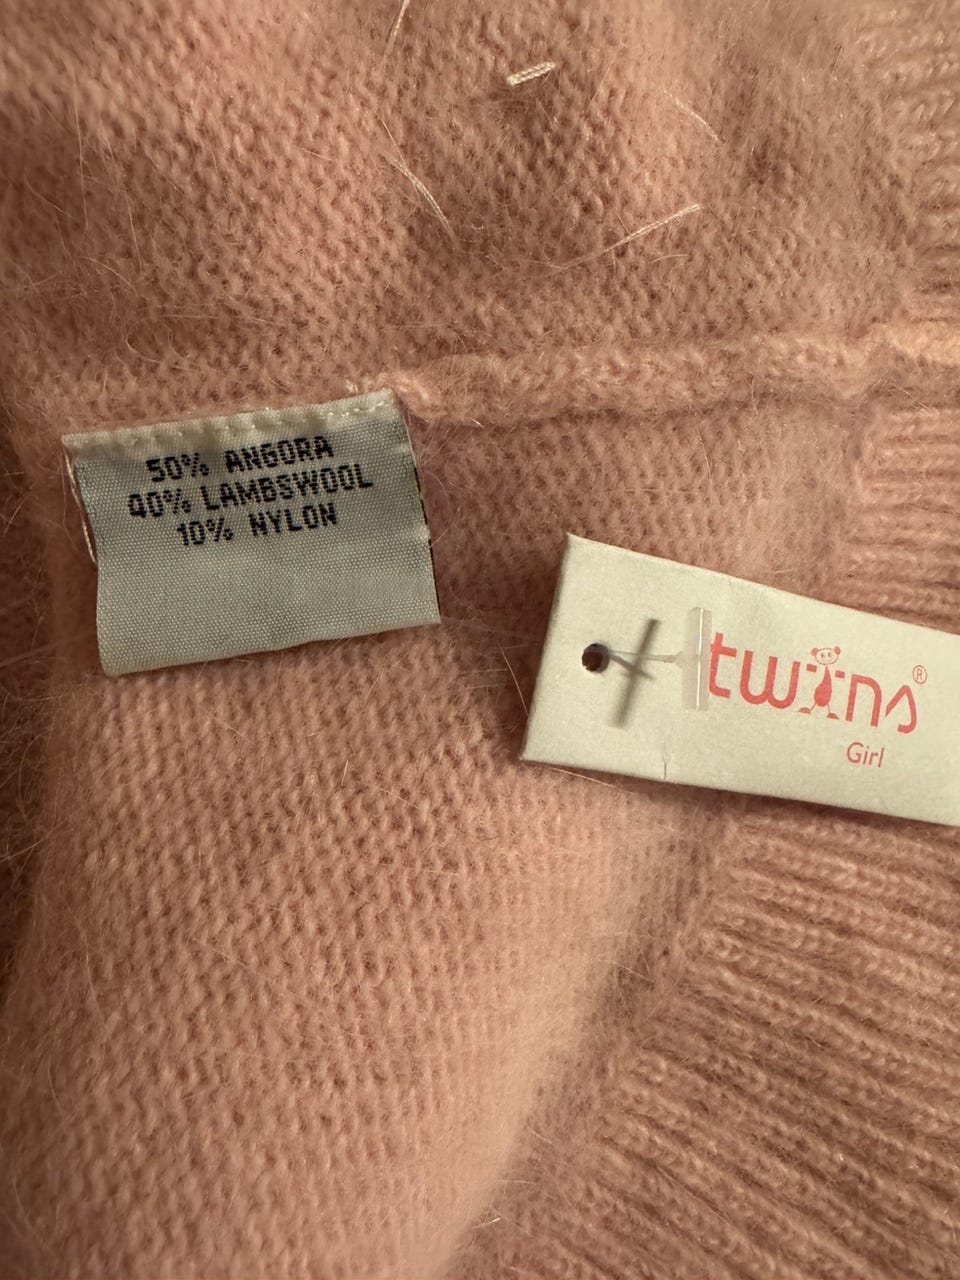 50% ANGORA
40% LAMBSWOOL
10% NYLON
twins®
Girl